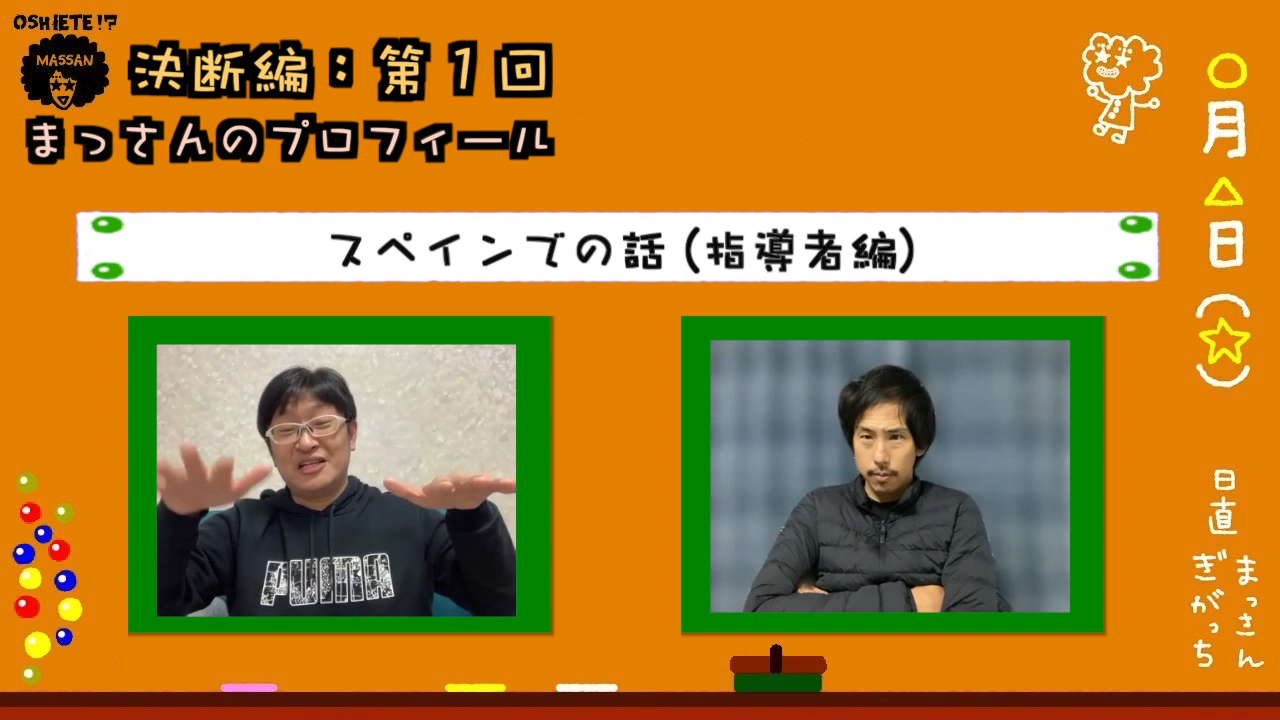 OSHIETE!?
MASSAN
決断編：第１回
まっさんのプロフィール
スペインでの話(指導者編)
PUMA
○月△日(☆)
日直
まっさん
ぎがっち